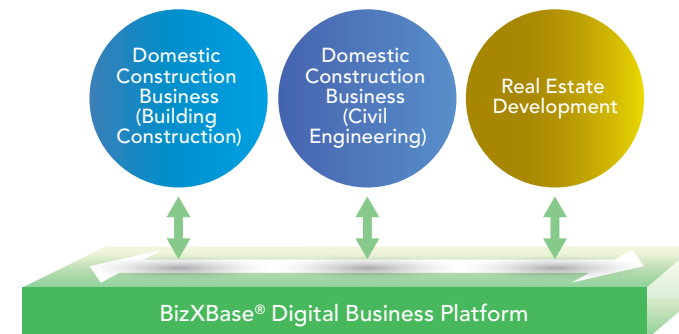 Domestic
Construction
Business
(Building
Construction)
Domestic
Construction
Business
(Civil
Engineering)
Real Estate
Development
BizXBase® Digital Business Platform